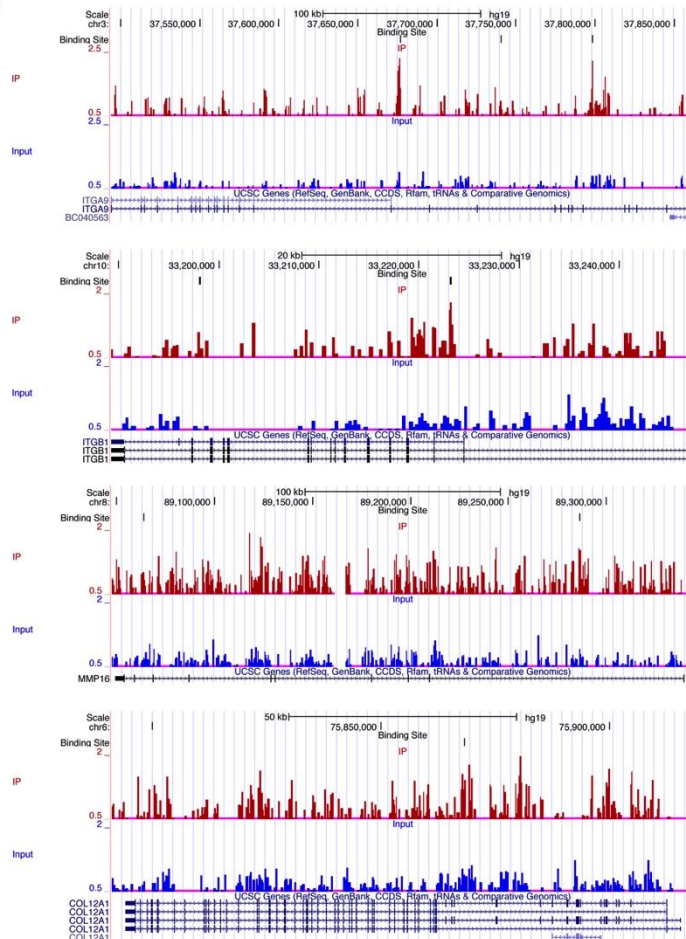 Scale 100 kb hg19
chr3: 37,550,000 37,600,000 37,650,000 37,700,000 37,750,000 37,800,000 37,850,000
Binding Site
Binding Site
2.5 IP
IP
0.5
2.5 Input
Input
0.5
UCSC Genes (RefSeq, GenBank, CCDS, Rfam, tRNAs & Comparative Genomics)
ITGA9
ITGA9
BC040563
Scale 20 kb hg19
chr10: 33,200,000 33,210,000 33,220,000 33,230,000 33,240,000
Binding Site
Binding Site
2 IP
IP
0.5
2 Input
Input
0.5
UCSC Genes (RefSeq, GenBank, CCDS, Rfam, tRNAs & Comparative Genomics)
ITGB1
ITGB1
ITGB1
Scale 100 kb hg19
chr8: 89,100,000 89,150,000 89,200,000 89,250,000 89,300,000
Binding Site
Binding Site
2 IP
IP
0.5
2 Input
Input
0.5
UCSC Genes (RefSeq, GenBank, CCDS, Rfam, tRNAs & Comparative Genomics)
MMP16
Scale 50 kb hg19
chr6: 75,850,000 75,900,000
Binding Site
Binding Site
2 IP
IP
0.5
2 Input
Input
0.5
UCSC Genes (RefSeq, GenBank, CCDS, Rfam, tRNAs & Comparative Genomics)
COL12A1
COL12A1
COL12A1
COL12A1
COL12A1